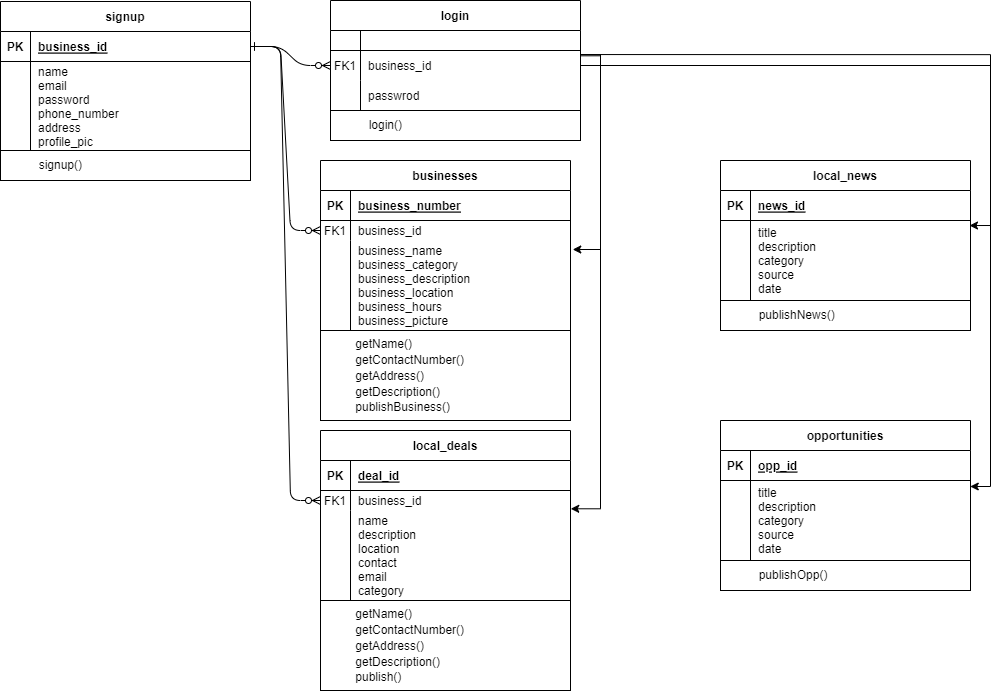 signup
PK business_id
name
email
password
phone_number
address
profile_pic
signup()
login
FK1 business_id
passwrod
login()
businesses
PK business_number
FK1 business_id
business_name
business_category
business_description
business_location
business_hours
business_picture
getName()
getContactNumber()
getAddress()
getDescription()
publishBusiness()
local_deals
PK deal_id
FK1 business_id
name
description
location
contact
email
category
getName()
getContactNumber()
getAddress()
getDescription()
publish()
local_news
PK news_id
title
description
category
source
date
publishNews()
opportunities
PK opp_id
title
description
category
source
date
publishOpp()